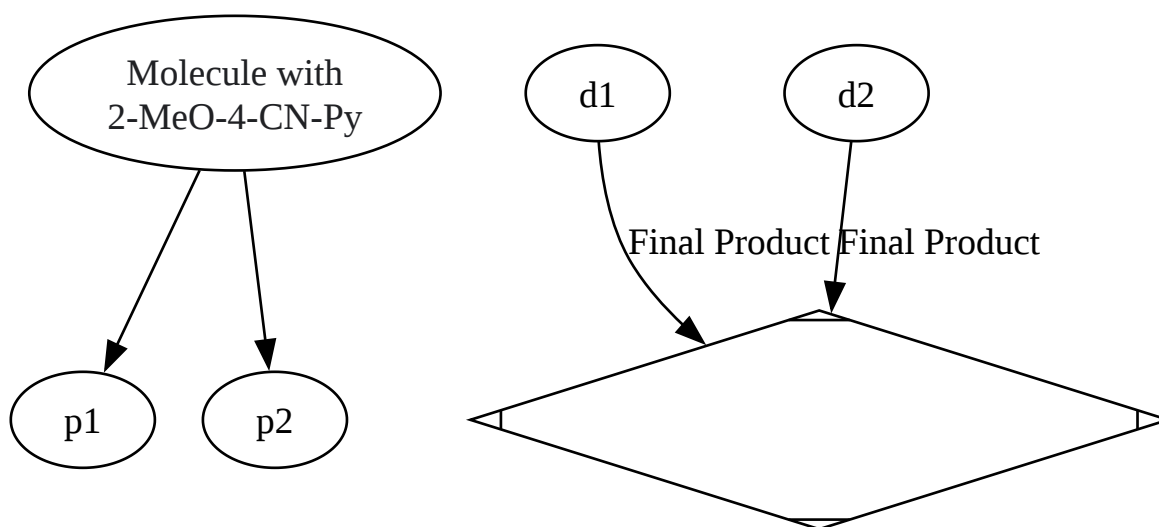 Molecule with
2-MeO-4-CN-Py
d1
d2
Final Product
Final Product
p1
p2